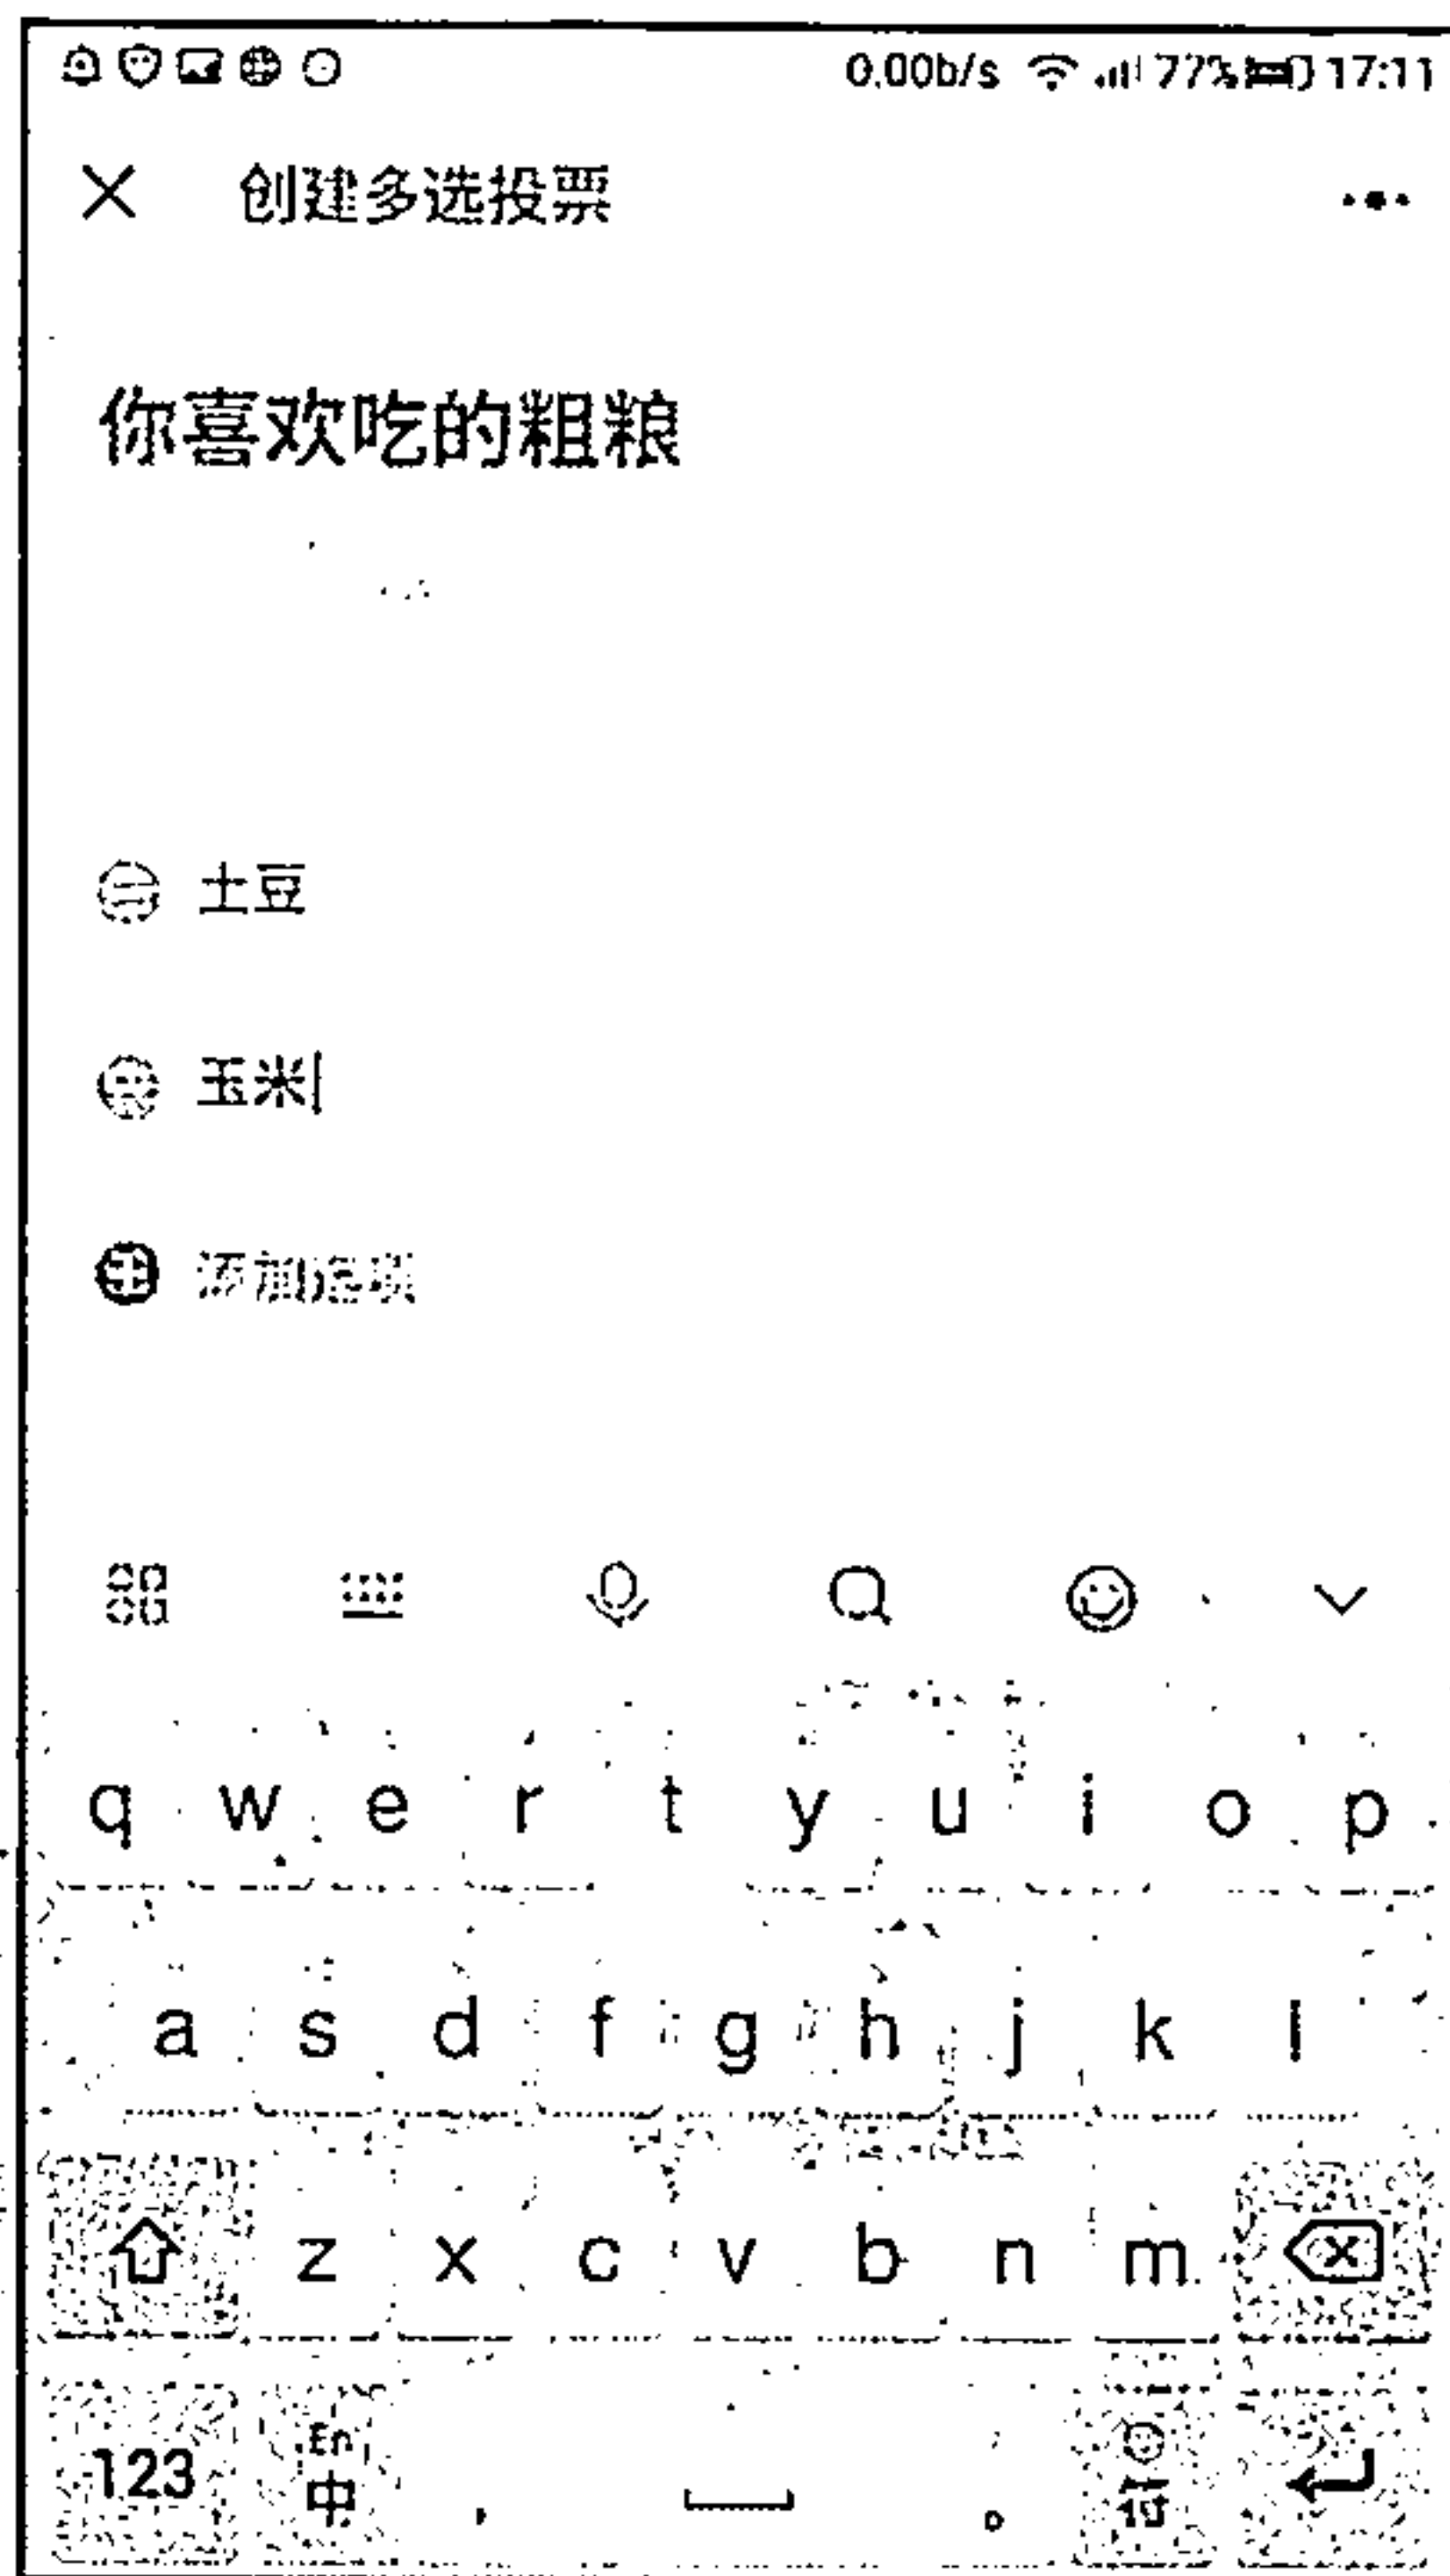 0.00b/s 77% 17:11
创建多选投票
你喜欢吃的粗粮
土豆
玉米
添加选项
q w e r t y u i o p
a s d f g h j k l
z x c v b n m
123 En 中 ， 。 符